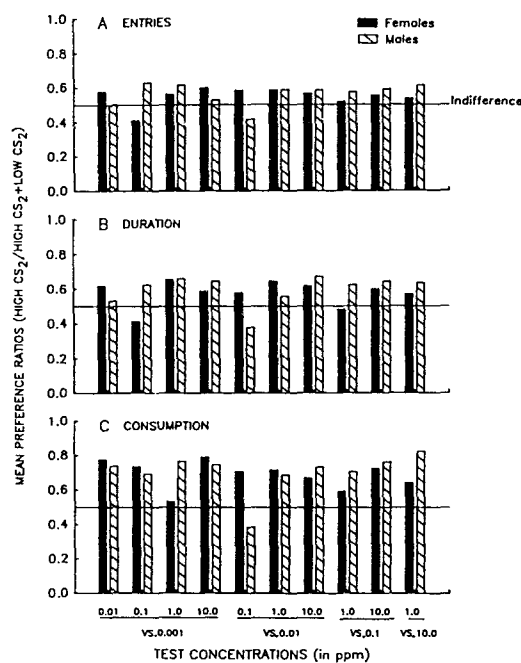 MEAN PREFERENCE RATIOS (HIGH CS2/HIGH CS2+LOW CS2)
A ENTRIES
Females
Males
1.0
0.8
0.6
0.4
0.2
0.0
Indifference
B DURATION
1.0
0.8
0.6
0.4
0.2
0.0
C CONSUMPTION
1.0
0.8
0.6
0.4
0.2
0.0
0.01 0.1 1.0 10.0 0.1 1.0 10.0 1.0 10.0 1.0
VS,0.001 VS,0.01 VS,0.1 VS,10.0
TEST CONCENTRATIONS (in ppm)